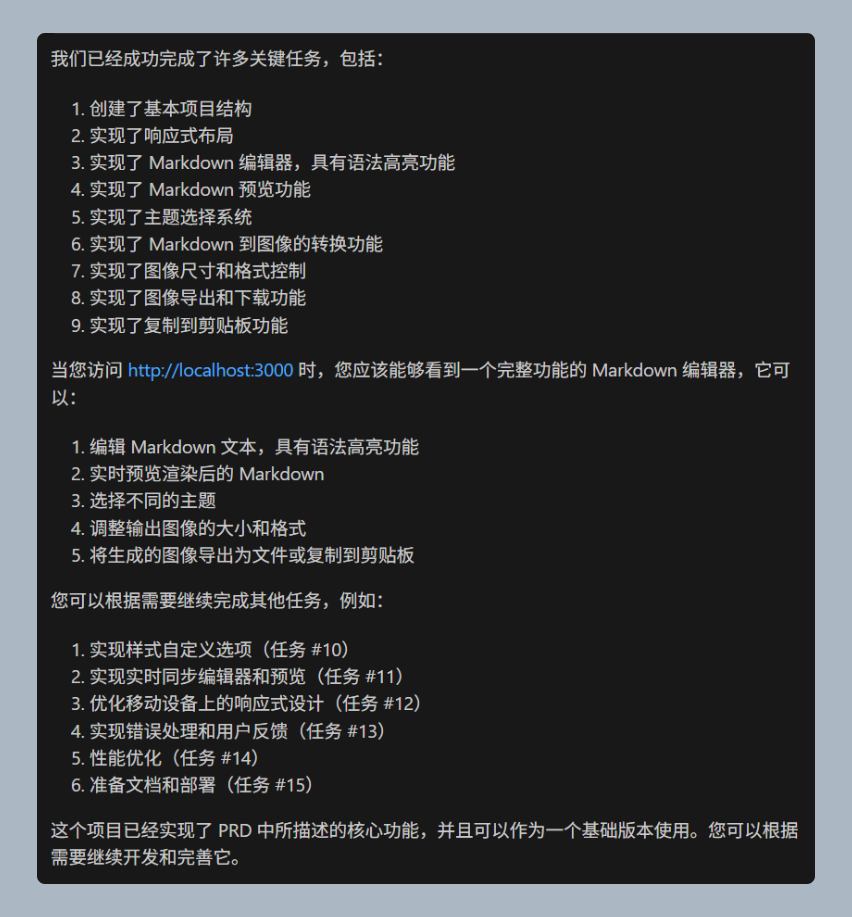 我们已经成功完成了许多关键任务，包括：
1. 创建了基本项目结构
2. 实现了响应式布局
3. 实现了 Markdown 编辑器，具有语法高亮功能
4. 实现了 Markdown 预览功能
5. 实现了主题选择系统
6. 实现了 Markdown 到图像的转换功能
7. 实现了图像尺寸和格式控制
8. 实现了图像导出和下载功能
9. 实现了复制到剪贴板功能
当您访问 http://localhost:3000 时，您应该能够看到一个完整功能的 Markdown 编辑器，它可
以：
1. 编辑 Markdown 文本，具有语法高亮功能
2. 实时预览渲染后的 Markdown
3. 选择不同的主题
4. 调整输出图像的大小和格式
5. 将生成的图像导出为文件或复制到剪贴板
您可以根据需要继续完成其他任务，例如：
1. 实现样式自定义选项（任务 #10）
2. 实现实时同步编辑器和预览（任务 #11）
3. 优化移动设备上的响应式设计（任务 #12）
4. 实现错误处理和用户反馈（任务 #13）
5. 性能优化（任务 #14）
6. 准备文档和部署（任务 #15）
这个项目已经实现了 PRD 中所描述的核心功能，并且可以作为一个基础版本使用。您可以根据
需要继续开发和完善它。